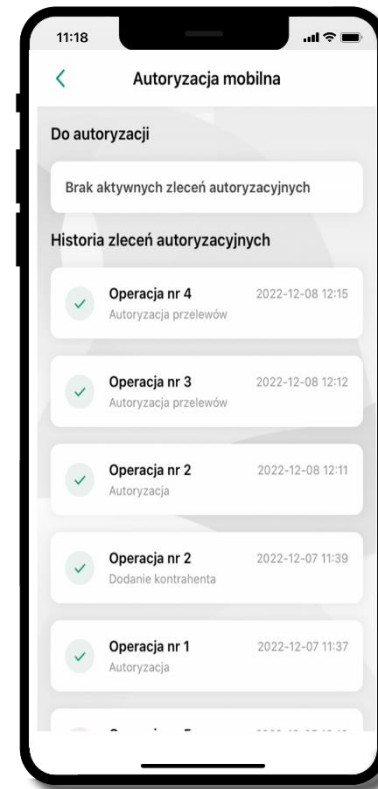 11:18
Autoryzacja mobilna
Do autoryzacji
Brak aktywnych zleceń autoryzacyjnych
Historia zleceń autoryzacyjnych
Operacja nr 4 2022-12-08 12:15
Autoryzacja przelewów
Operacja nr 3 2022-12-08 12:12
Autoryzacja przelewów
Operacja nr 2 2022-12-08 12:11
Autoryzacja
Operacja nr 2 2022-12-07 11:39
Dodanie kontrahenta
Operacja nr 1 2022-12-07 11:37
Autoryzacja